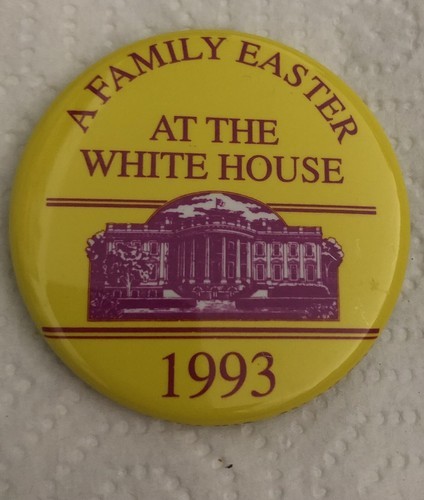 A FAMILY EASTER
AT THE
WHITE HOUSE
1993